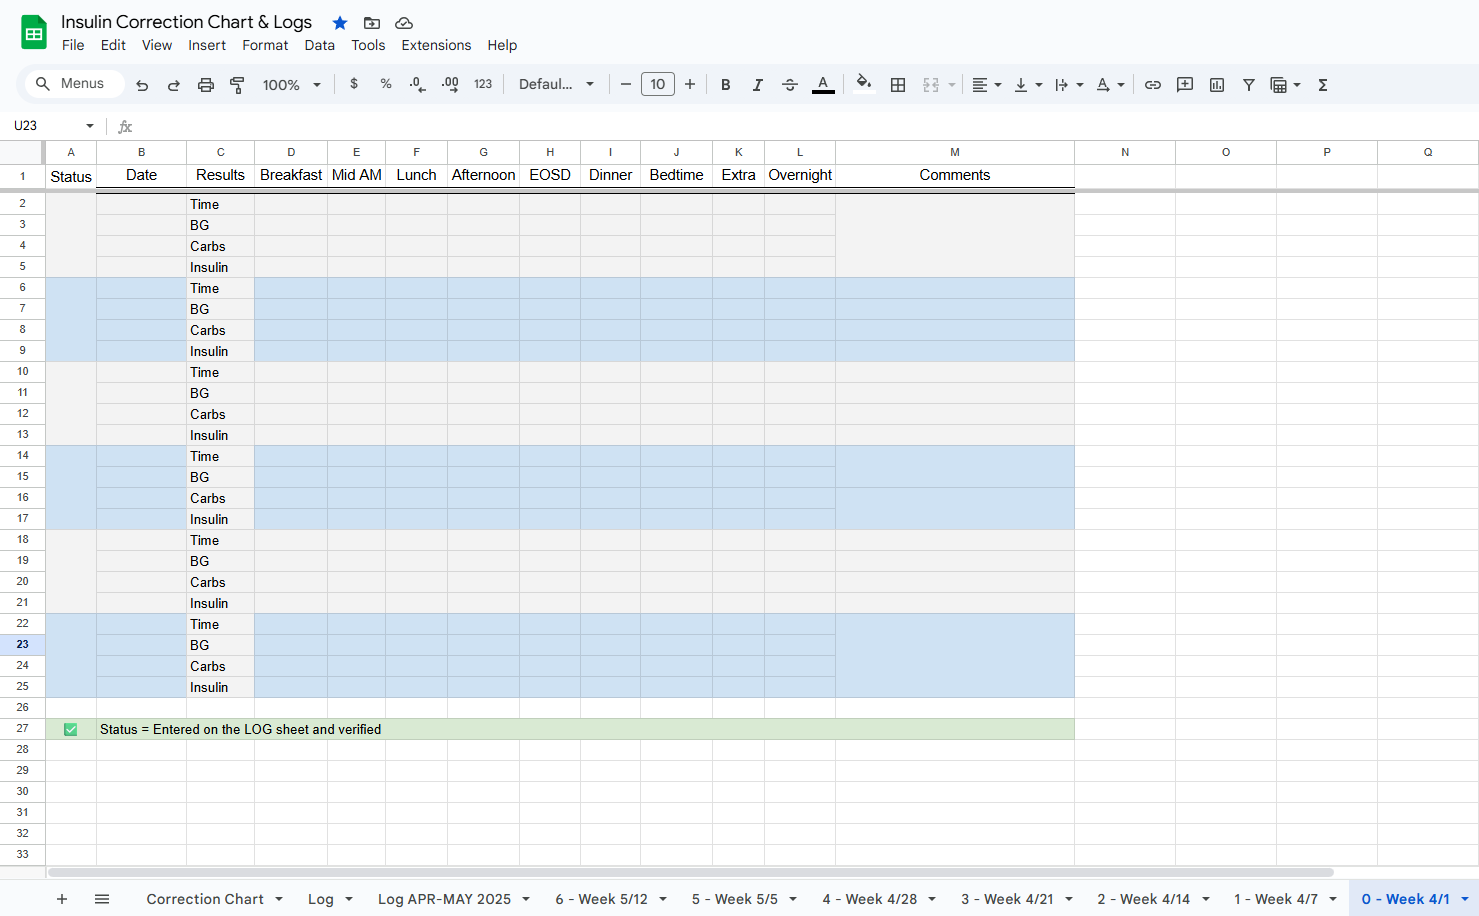 Insulin Correction Chart & Logs
File Edit View Insert Format Data Tools Extensions Help
Menus 100% $ % .0 .00 123 Defaul... − 10 + B I A A Σ
U23 fx
A B C D E F G H I J K L M N O P Q
1 Status Date Results Breakfast Mid AM Lunch Afternoon EOSD Dinner Bedtime Extra Overnight Comments
2 Time
3 BG
4 Carbs
5 Insulin
6 Time
7 BG
8 Carbs
9 Insulin
10 Time
11 BG
12 Carbs
13 Insulin
14 Time
15 BG
16 Carbs
17 Insulin
18 Time
19 BG
20 Carbs
21 Insulin
22 Time
23 BG
24 Carbs
25 Insulin
26
27 ✅ Status = Entered on the LOG sheet and verified
28
29
30
31
32
33
+ Correction Chart Log Log APR-MAY 2025 6 - Week 5/12 5 - Week 5/5 4 - Week 4/28 3 - Week 4/21 2 - Week 4/14 1 - Week 4/7 0 - Week 4/1